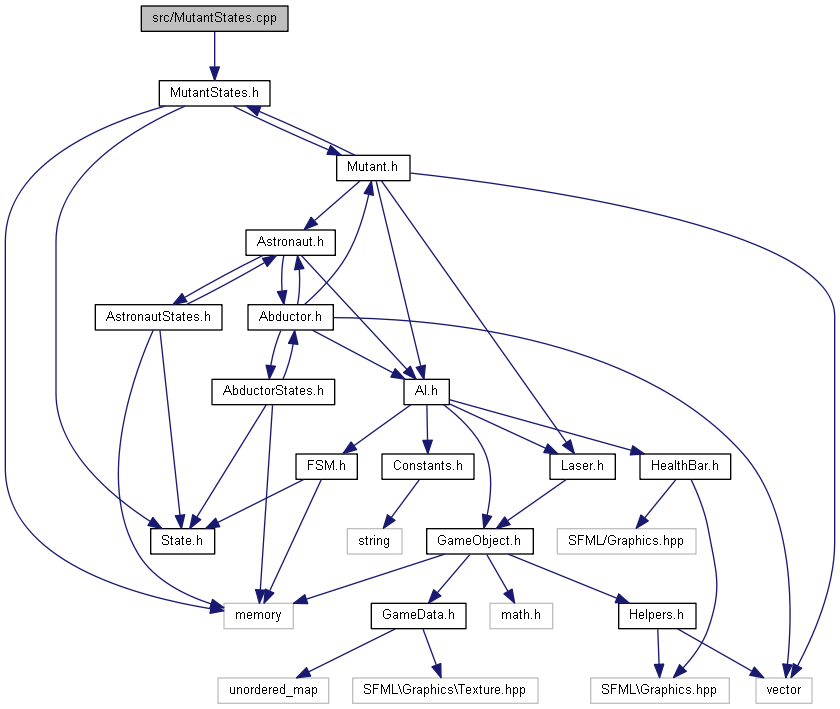 src/MutantStates.cpp
MutantStates.h
Mutant.h
Astronaut.h
AstronautStates.h
Abductor.h
AbductorStates.h
AI.h
FSM.h
Constants.h
Laser.h
HealthBar.h
State.h
string
GameObject.h
SFML/Graphics.hpp
memory
GameData.h
math.h
Helpers.h
unordered_map
SFML\Graphics\Texture.hpp
SFML\Graphics.hpp
vector